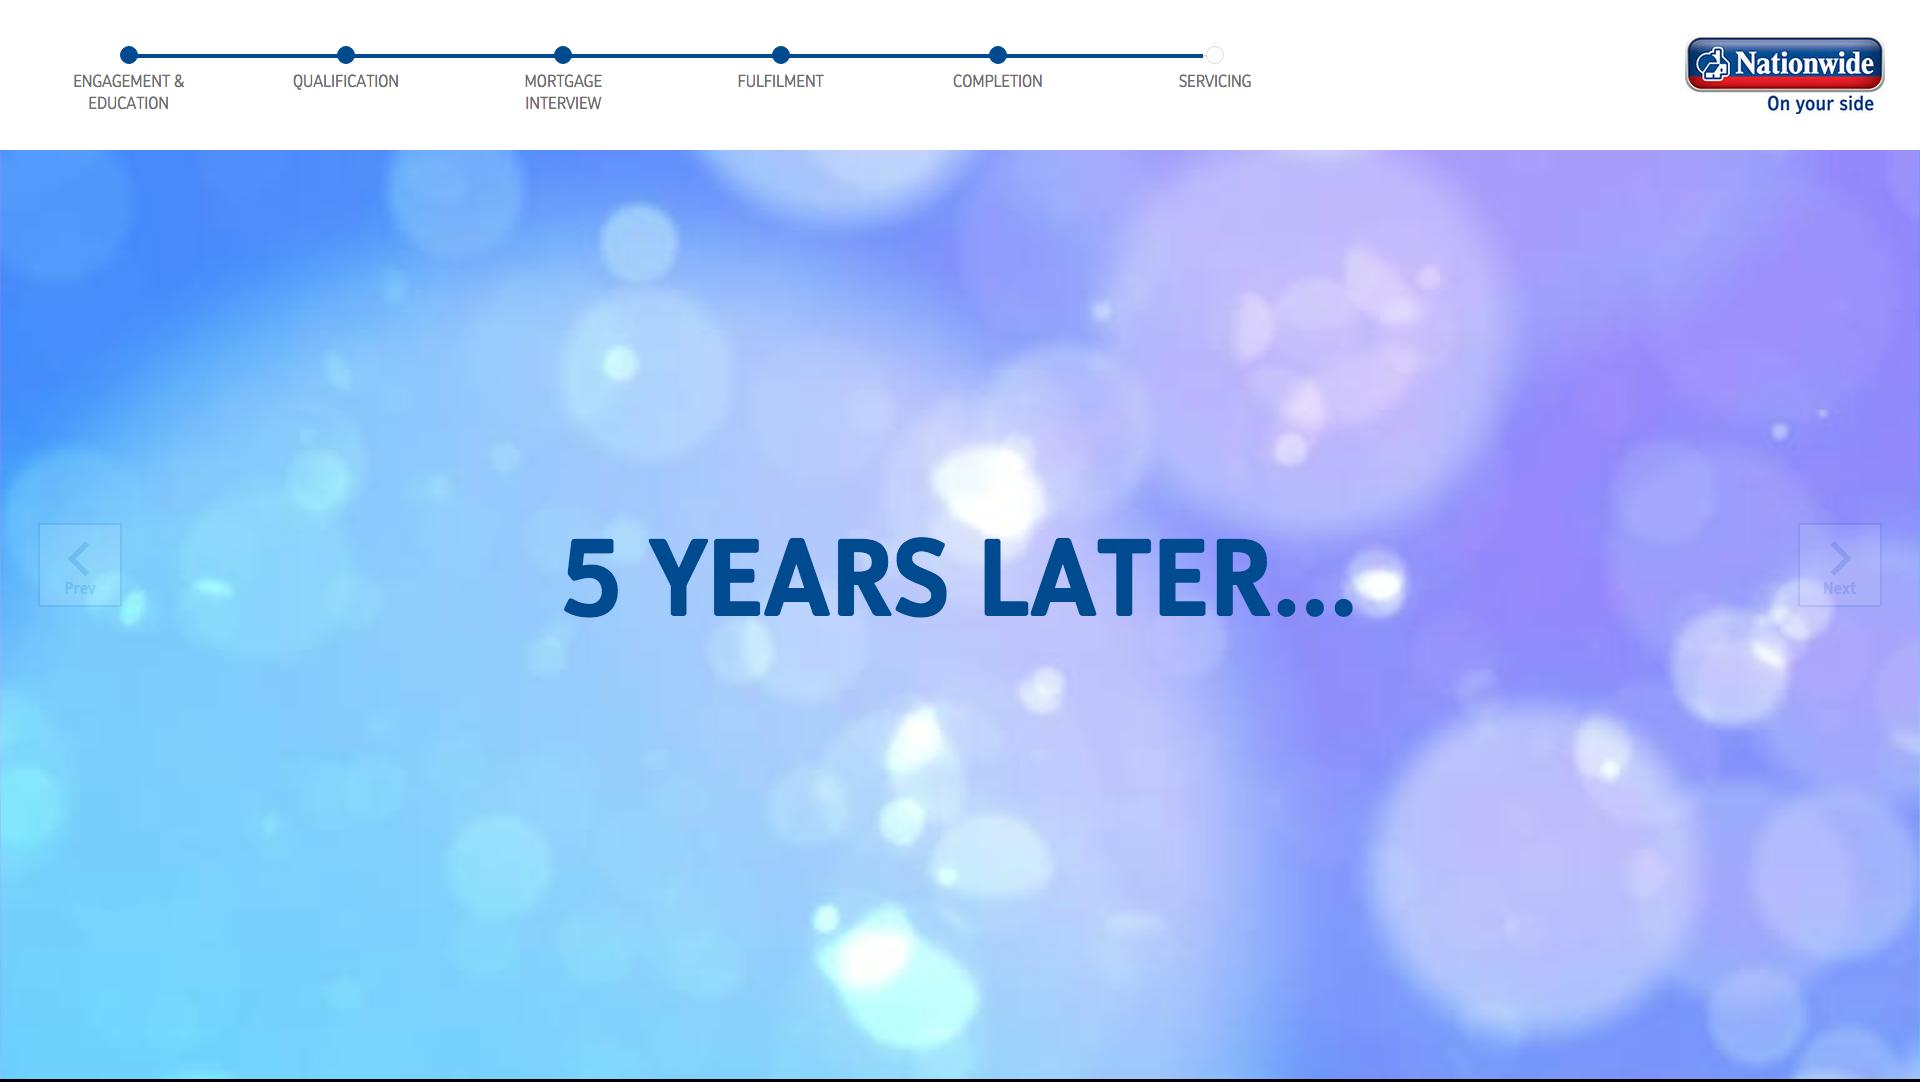 ENGAGEMENT &
EDUCATION
QUALIFICATION
MORTGAGE
INTERVIEW
FULFILMENT
COMPLETION
SERVICING
Nationwide
On your side
5 YEARS LATER...
Prev
Next